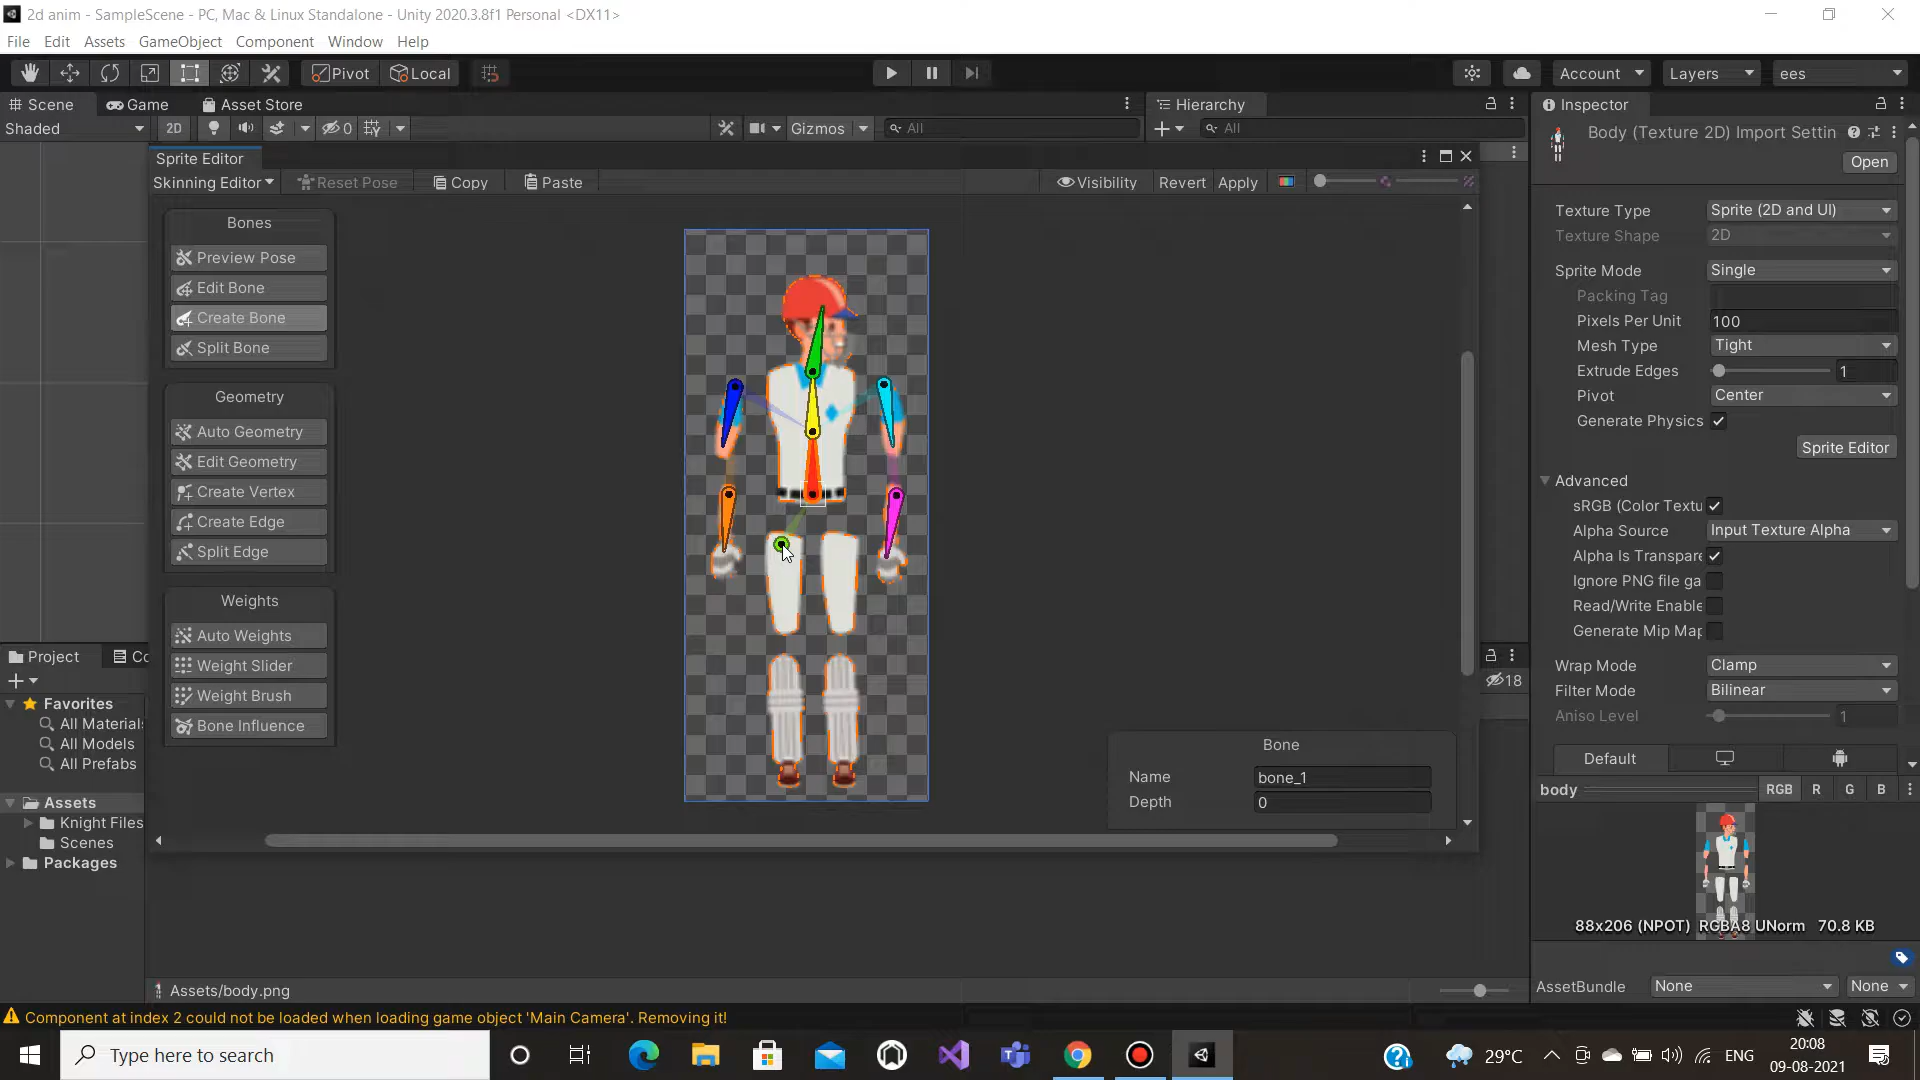 2d anim - SampleScene - PC, Mac & Linux Standalone - Unity 2020.3.8f1 Personal <DX11>
File Edit Assets GameObject Component Window Help
Pivot Local Account Layers ees
Scene Game Asset Store Hierarchy Inspector
Shaded 2D 0 Gizmos All All
Body (Texture 2D) Import Settin
Open
Sprite Editor
Skinning Editor Reset Pose Copy Paste Visibility Revert Apply
Bones
Preview Pose
Edit Bone
Create Bone
Split Bone
Geometry
Auto Geometry
Edit Geometry
Create Vertex
Create Edge
Split Edge
Weights
Auto Weights
Weight Slider
Weight Brush
Bone Influence
Bone
Name bone_1
Depth 0
Texture Type Sprite (2D and UI)
Texture Shape 2D
Sprite Mode Single
Packing Tag
Pixels Per Unit 100
Mesh Type Tight
Extrude Edges 1
Pivot Center
Generate Physics
Sprite Editor
Advanced
sRGB (Color Textu
Alpha Source Input Texture Alpha
Alpha Is Transpare
Ignore PNG file ga
Read/Write Enable
Generate Mip Map
Wrap Mode Clamp
Filter Mode Bilinear
Aniso Level 1
Default
body RGB R G B
88x206 (NPOT) RGBA8 UNorm 70.8 KB
AssetBundle None None
Project Co
18
Favorites
All Material
All Models
All Prefabs
Assets
Knight Files
Scenes
Packages
Assets/body.png
Component at index 2 could not be loaded when loading game object 'Main Camera'. Removing it!
Type here to search
29°C ENG
20:08
09-08-2021